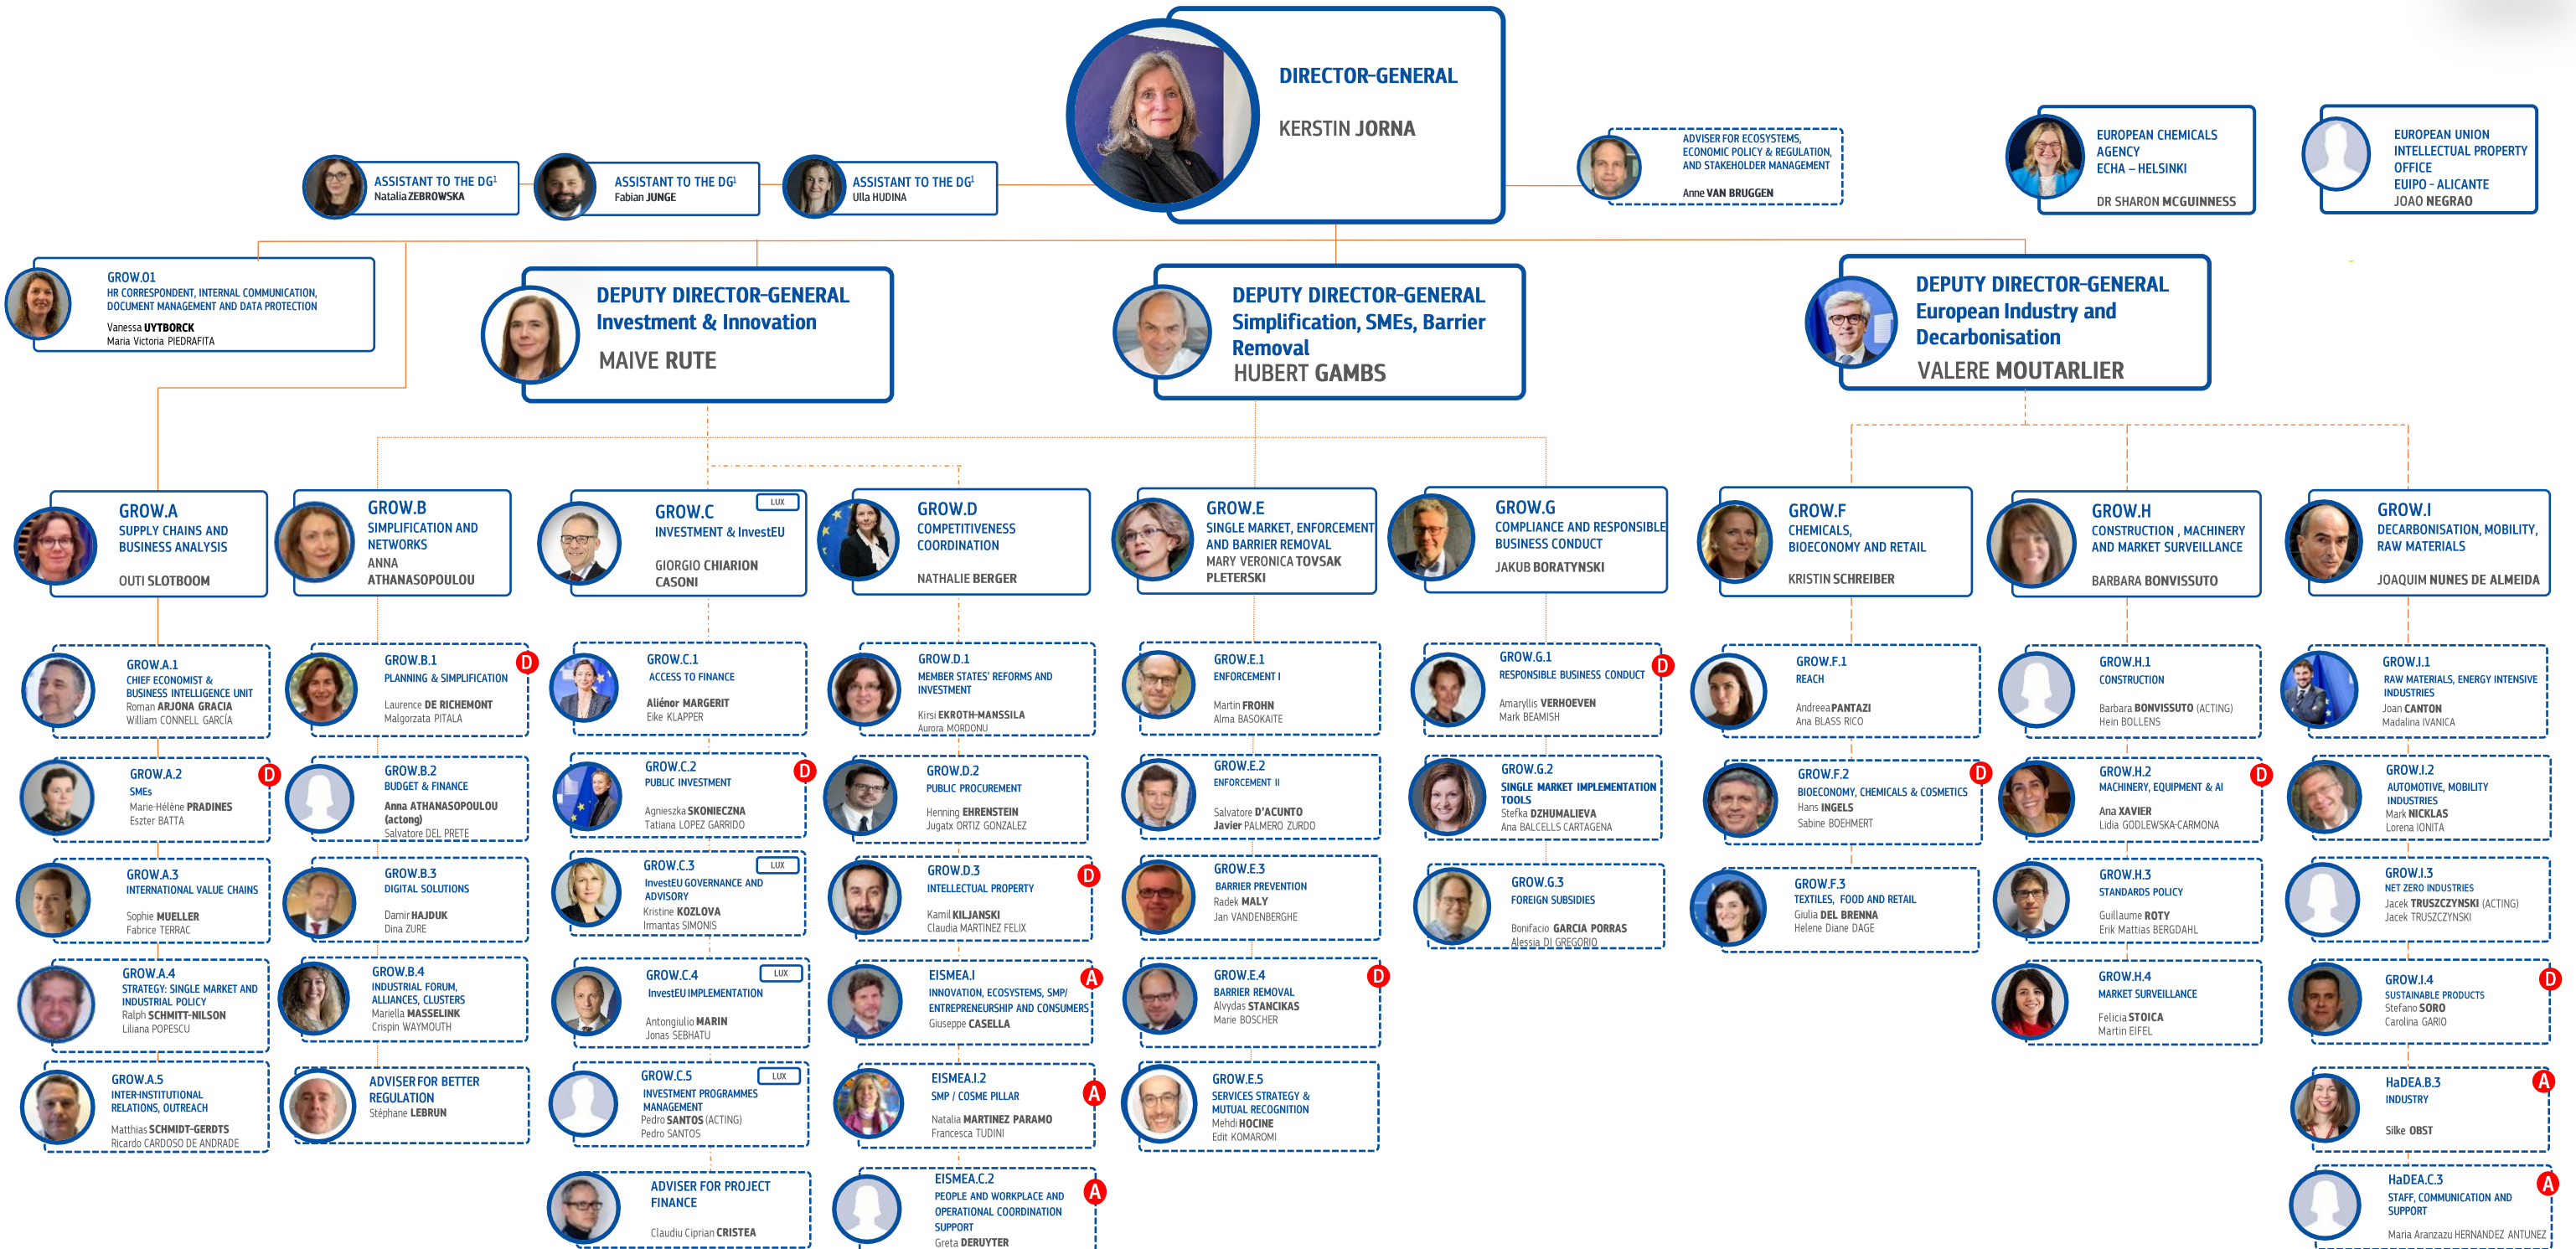 DIRECTOR-GENERAL
KERSTIN JORNA
ASSISTANT TO THE DG¹
Natalia ZEBROWSKA
ASSISTANT TO THE DG¹
Fabian JUNGE
ASSISTANT TO THE DG¹
Ulla HUDINA
ADVISER FOR ECOSYSTEMS,
ECONOMIC POLICY & REGULATION,
AND STAKEHOLDER MANAGEMENT
Anne VAN BRUGGEN
EUROPEAN CHEMICALS
AGENCY
ECHA – HELSINKI
DR SHARON MCGUINNESS
EUROPEAN UNION
INTELLECTUAL PROPERTY
OFFICE
EUIPO - ALICANTE
JOAO NEGRAO
GROW.01
HR CORRESPONDENT, INTERNAL COMMUNICATION,
DOCUMENT MANAGEMENT AND DATA PROTECTION
Vanessa UYTBORCK
Maria Victoria PIEDRAFITA
DEPUTY DIRECTOR-GENERAL
Investment & Innovation
MAIVE RUTE
DEPUTY DIRECTOR-GENERAL
Simplification, SMEs, Barrier
Removal
HUBERT GAMBS
DEPUTY DIRECTOR-GENERAL
European Industry and
Decarbonisation
VALERE MOUTARLIER
GROW.A
SUPPLY CHAINS AND
BUSINESS ANALYSIS
OUTI SLOTBOOM
GROW.B
SIMPLIFICATION AND
NETWORKS
ANNA
ATHANASOPOULOU
LUX
GROW.C
INVESTMENT & InvestEU
GIORGIO CHIARION
CASONI
GROW.D
COMPETITIVENESS
COORDINATION
NATHALIE BERGER
GROW.E
SINGLE MARKET, ENFORCEMENT
AND BARRIER REMOVAL
MARY VERONICA TOVSAK
PLETERSKI
GROW.G
COMPLIANCE AND RESPONSIBLE
BUSINESS CONDUCT
JAKUB BORATYNSKI
GROW.F
CHEMICALS,
BIOECONOMY AND RETAIL
KRISTIN SCHREIBER
GROW.H
CONSTRUCTION , MACHINERY
AND MARKET SURVEILLANCE
BARBARA BONVISSUTO
GROW.I
DECARBONISATION, MOBILITY,
RAW MATERIALS
JOAQUIM NUNES DE ALMEIDA
GROW.A.1
CHIEF ECONOMIST &
BUSINESS INTELLIGENCE UNIT
Roman ARJONA GRACIA
William CONNELL GARCÍA
GROW.A.2
D
SMEs
Marie-Hélène PRADINES
Eszter BATTA
GROW.A.3
INTERNATIONAL VALUE CHAINS
Sophie MUELLER
Fabrice TERRAC
GROW.A.4
STRATEGY: SINGLE MARKET AND
INDUSTRIAL POLICY
Ralph SCHMITT-NILSON
Liliana POPESCU
GROW.A.5
INTER-INSTITUTIONAL
RELATIONS, OUTREACH
Matthias SCHMIDT-GERDTS
Ricardo CARDOSO DE ANDRADE
GROW.B.1
D
PLANNING & SIMPLIFICATION
Laurence DE RICHEMONT
Malgorzata PITALA
GROW.B.2
BUDGET & FINANCE
Anna ATHANASOPOULOU
(actong)
Salvatore DEL PRETE
GROW.B.3
DIGITAL SOLUTIONS
Damir HAJDUK
Dina ZURE
GROW.B.4
INDUSTRIAL FORUM,
ALLIANCES, CLUSTERS
Mariella MASSELINK
Crispin WAYMOUTH
ADVISER FOR BETTER
REGULATION
Stéphane LEBRUN
GROW.C.1
ACCESS TO FINANCE
Aliénor MARGERIT
Eike KLAPPER
GROW.C.2
D
PUBLIC INVESTMENT
Agnieszka SKONIECZNA
Tatiana LOPEZ GARRIDO
GROW.C.3
LUX
InvestEU GOVERNANCE AND
ADVISORY
Kristine KOZLOVA
Irmantas SIMONIS
GROW.C.4
LUX
InvestEU IMPLEMENTATION
Antongiulio MARIN
Jonas SEBHATU
GROW.C.5
LUX
INVESTMENT PROGRAMMES
MANAGEMENT
Pedro SANTOS (ACTING)
Pedro SANTOS
ADVISER FOR PROJECT
FINANCE
Claudiu Ciprian CRISTEA
GROW.D.1
MEMBER STATES' REFORMS AND
INVESTMENT
Kirsi EKROTH-MANSSILA
Aurora MORDONU
GROW.D.2
PUBLIC PROCUREMENT
Henning EHRENSTEIN
Jugatx ORTIZ GONZALEZ
GROW.D.3
D
INTELLECTUAL PROPERTY
Kamil KILJANSKI
Claudia MARTINEZ FELIX
EISMEA.I
A
INNOVATION, ECOSYSTEMS, SMP/
ENTREPRENEURSHIP AND CONSUMERS
Giuseppe CASELLA
EISMEA.I.2
A
SMP / COSME PILLAR
Natalia MARTINEZ PARAMO
Francesca TUDINI
EISMEA.C.2
A
PEOPLE AND WORKPLACE AND
OPERATIONAL COORDINATION
SUPPORT
Greta DERUYTER
GROW.E.1
ENFORCEMENT I
Martin FROHN
Alma BASOKAITE
GROW.E.2
ENFORCEMENT II
Salvatore D'ACUNTO
Javier PALMERO ZURDO
GROW.E.3
BARRIER PREVENTION
Radek MALY
Jan VANDENBERGHE
GROW.E.4
D
BARRIER REMOVAL
Alvydas STANCIKAS
Marie BOSCHER
GROW.E.5
SERVICES STRATEGY &
MUTUAL RECOGNITION
Mehdi HOCINE
Edit KOMAROMI
GROW.G.1
D
RESPONSIBLE BUSINESS CONDUCT
Amaryllis VERHOEVEN
Mark BEAMISH
GROW.G.2
SINGLE MARKET IMPLEMENTATION
TOOLS
Stefka DZHUMALIEVA
Ana BALCELLS CARTAGENA
GROW.G.3
FOREIGN SUBSIDIES
Bonifacio GARCIA PORRAS
Alessia DI GREGORIO
GROW.F.1
REACH
Andreea PANTAZI
Ana BLASS RICO
GROW.F.2
D
BIOECONOMY, CHEMICALS & COSMETICS
Hans INGELS
Sabine BOEHMERT
GROW.F.3
TEXTILES, FOOD AND RETAIL
Giulia DEL BRENNA
Helene Diane DAGE
GROW.H.1
CONSTRUCTION
Barbara BONVISSUTO (ACTING)
Hein BOLLENS
GROW.H.2
D
MACHINERY, EQUIPMENT & AI
Ana XAVIER
Lidia GODLEWSKA-CARMONA
GROW.H.3
STANDARDS POLICY
Guillaume ROTY
Erik Mattias BERGDAHL
GROW.H.4
MARKET SURVEILLANCE
Felicia STOICA
Martin EIFEL
GROW.I.1
RAW MATERIALS, ENERGY INTENSIVE
INDUSTRIES
Joan CANTON
Madalina IVANICA
GROW.I.2
AUTOMOTIVE, MOBILITY
INDUSTRIES
Mark NICKLAS
Lorena IONITA
GROW.I.3
NET ZERO INDUSTRIES
Jacek TRUSZCZYNSKI (ACTING)
Jacek TRUSZCZYNSKI
GROW.I.4
D
SUSTAINABLE PRODUCTS
Stefano SORO
Carolina GARIO
HaDEA.B.3
A
INDUSTRY
Silke OBST
HaDEA.C.3
A
STAFF, COMMUNICATION AND
SUPPORT
Maria Aranzazu HERNANDEZ ANTUNEZ